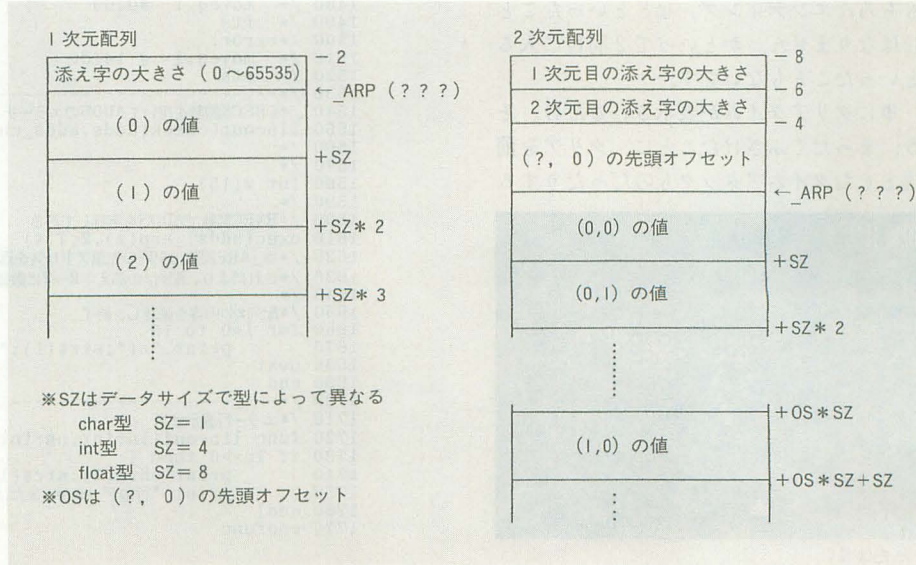 1次元配列
-2
添え字の大きさ (0〜65535)
←_ARP (???)
(0) の値
+SZ
(1) の値
+SZ*2
(2) の値
+SZ*3
※SZはデータサイズで型によって異なる
char型 SZ=1
int型 SZ=4
float型 SZ=8
※OSは (?, 0) の先頭オフセット
2次元配列
-8
1次元目の添え字の大きさ
-6
2次元目の添え字の大きさ
-4
(?, 0) の先頭オフセット
←_ARP (???)
(0,0) の値
+SZ
(0,1) の値
+SZ*2
+OS*SZ
(1,0) の値
+OS*SZ+SZ